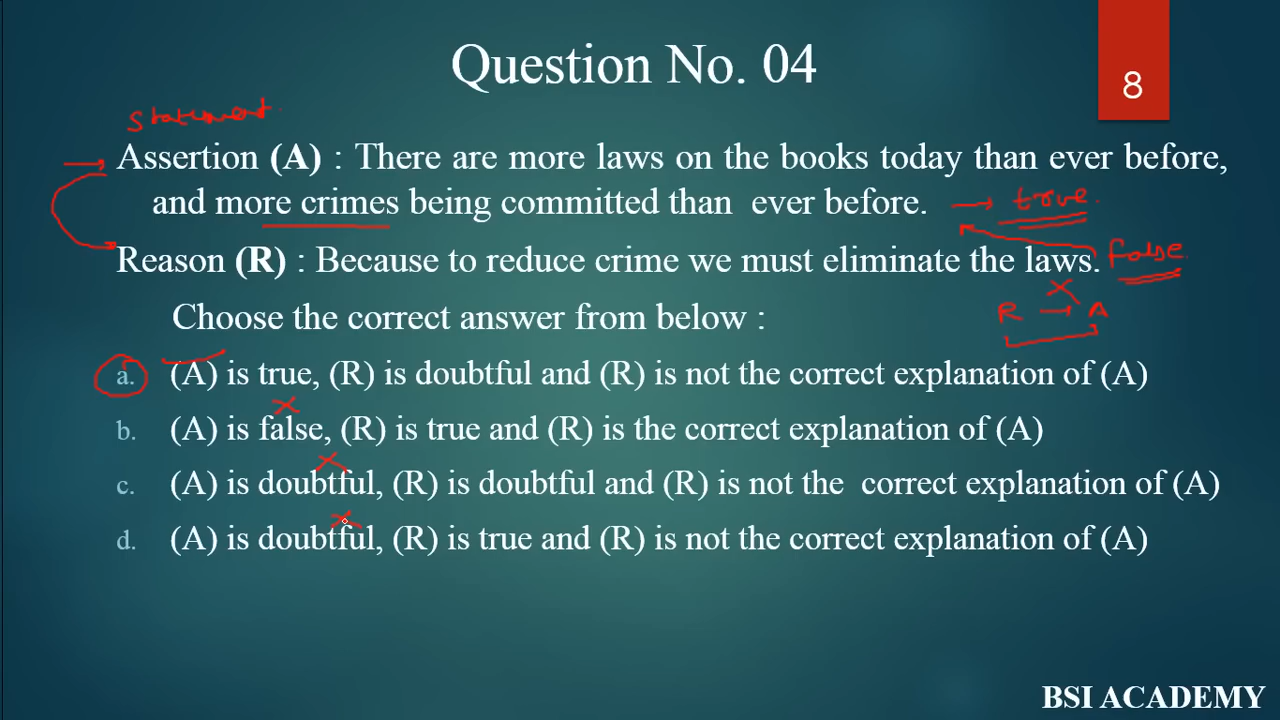 Question No. 04
8
Statement
Assertion (A) : There are more laws on the books today than ever before,
and more crimes being committed than ever before. → true.
Reason (R) : Because to reduce crime we must eliminate the laws. false
R → A
Choose the correct answer from below :
a. (A) is true, (R) is doubtful and (R) is not the correct explanation of (A)
b. (A) is false, (R) is true and (R) is the correct explanation of (A)
c. (A) is doubtful, (R) is doubtful and (R) is not the correct explanation of (A)
d. (A) is doubtful, (R) is true and (R) is not the correct explanation of (A)
BSI ACADEMY